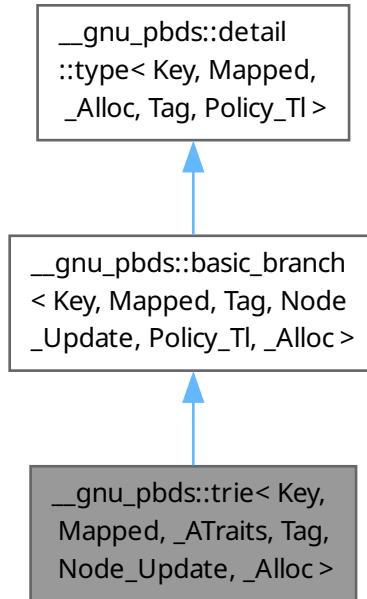 __gnu_pbds::detail
::type< Key, Mapped,
_Alloc, Tag, Policy_Tl >
__gnu_pbds::basic_branch
< Key, Mapped, Tag, Node
_Update, Policy_Tl, _Alloc >
__gnu_pbds::trie< Key,
Mapped, _ATraits, Tag,
Node_Update, _Alloc >